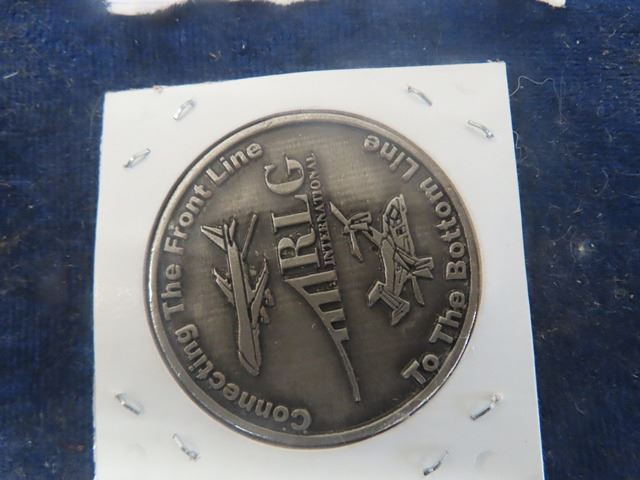 Connecting The Front Line
RLG
INTERNATIONAL
To The Bottom Line